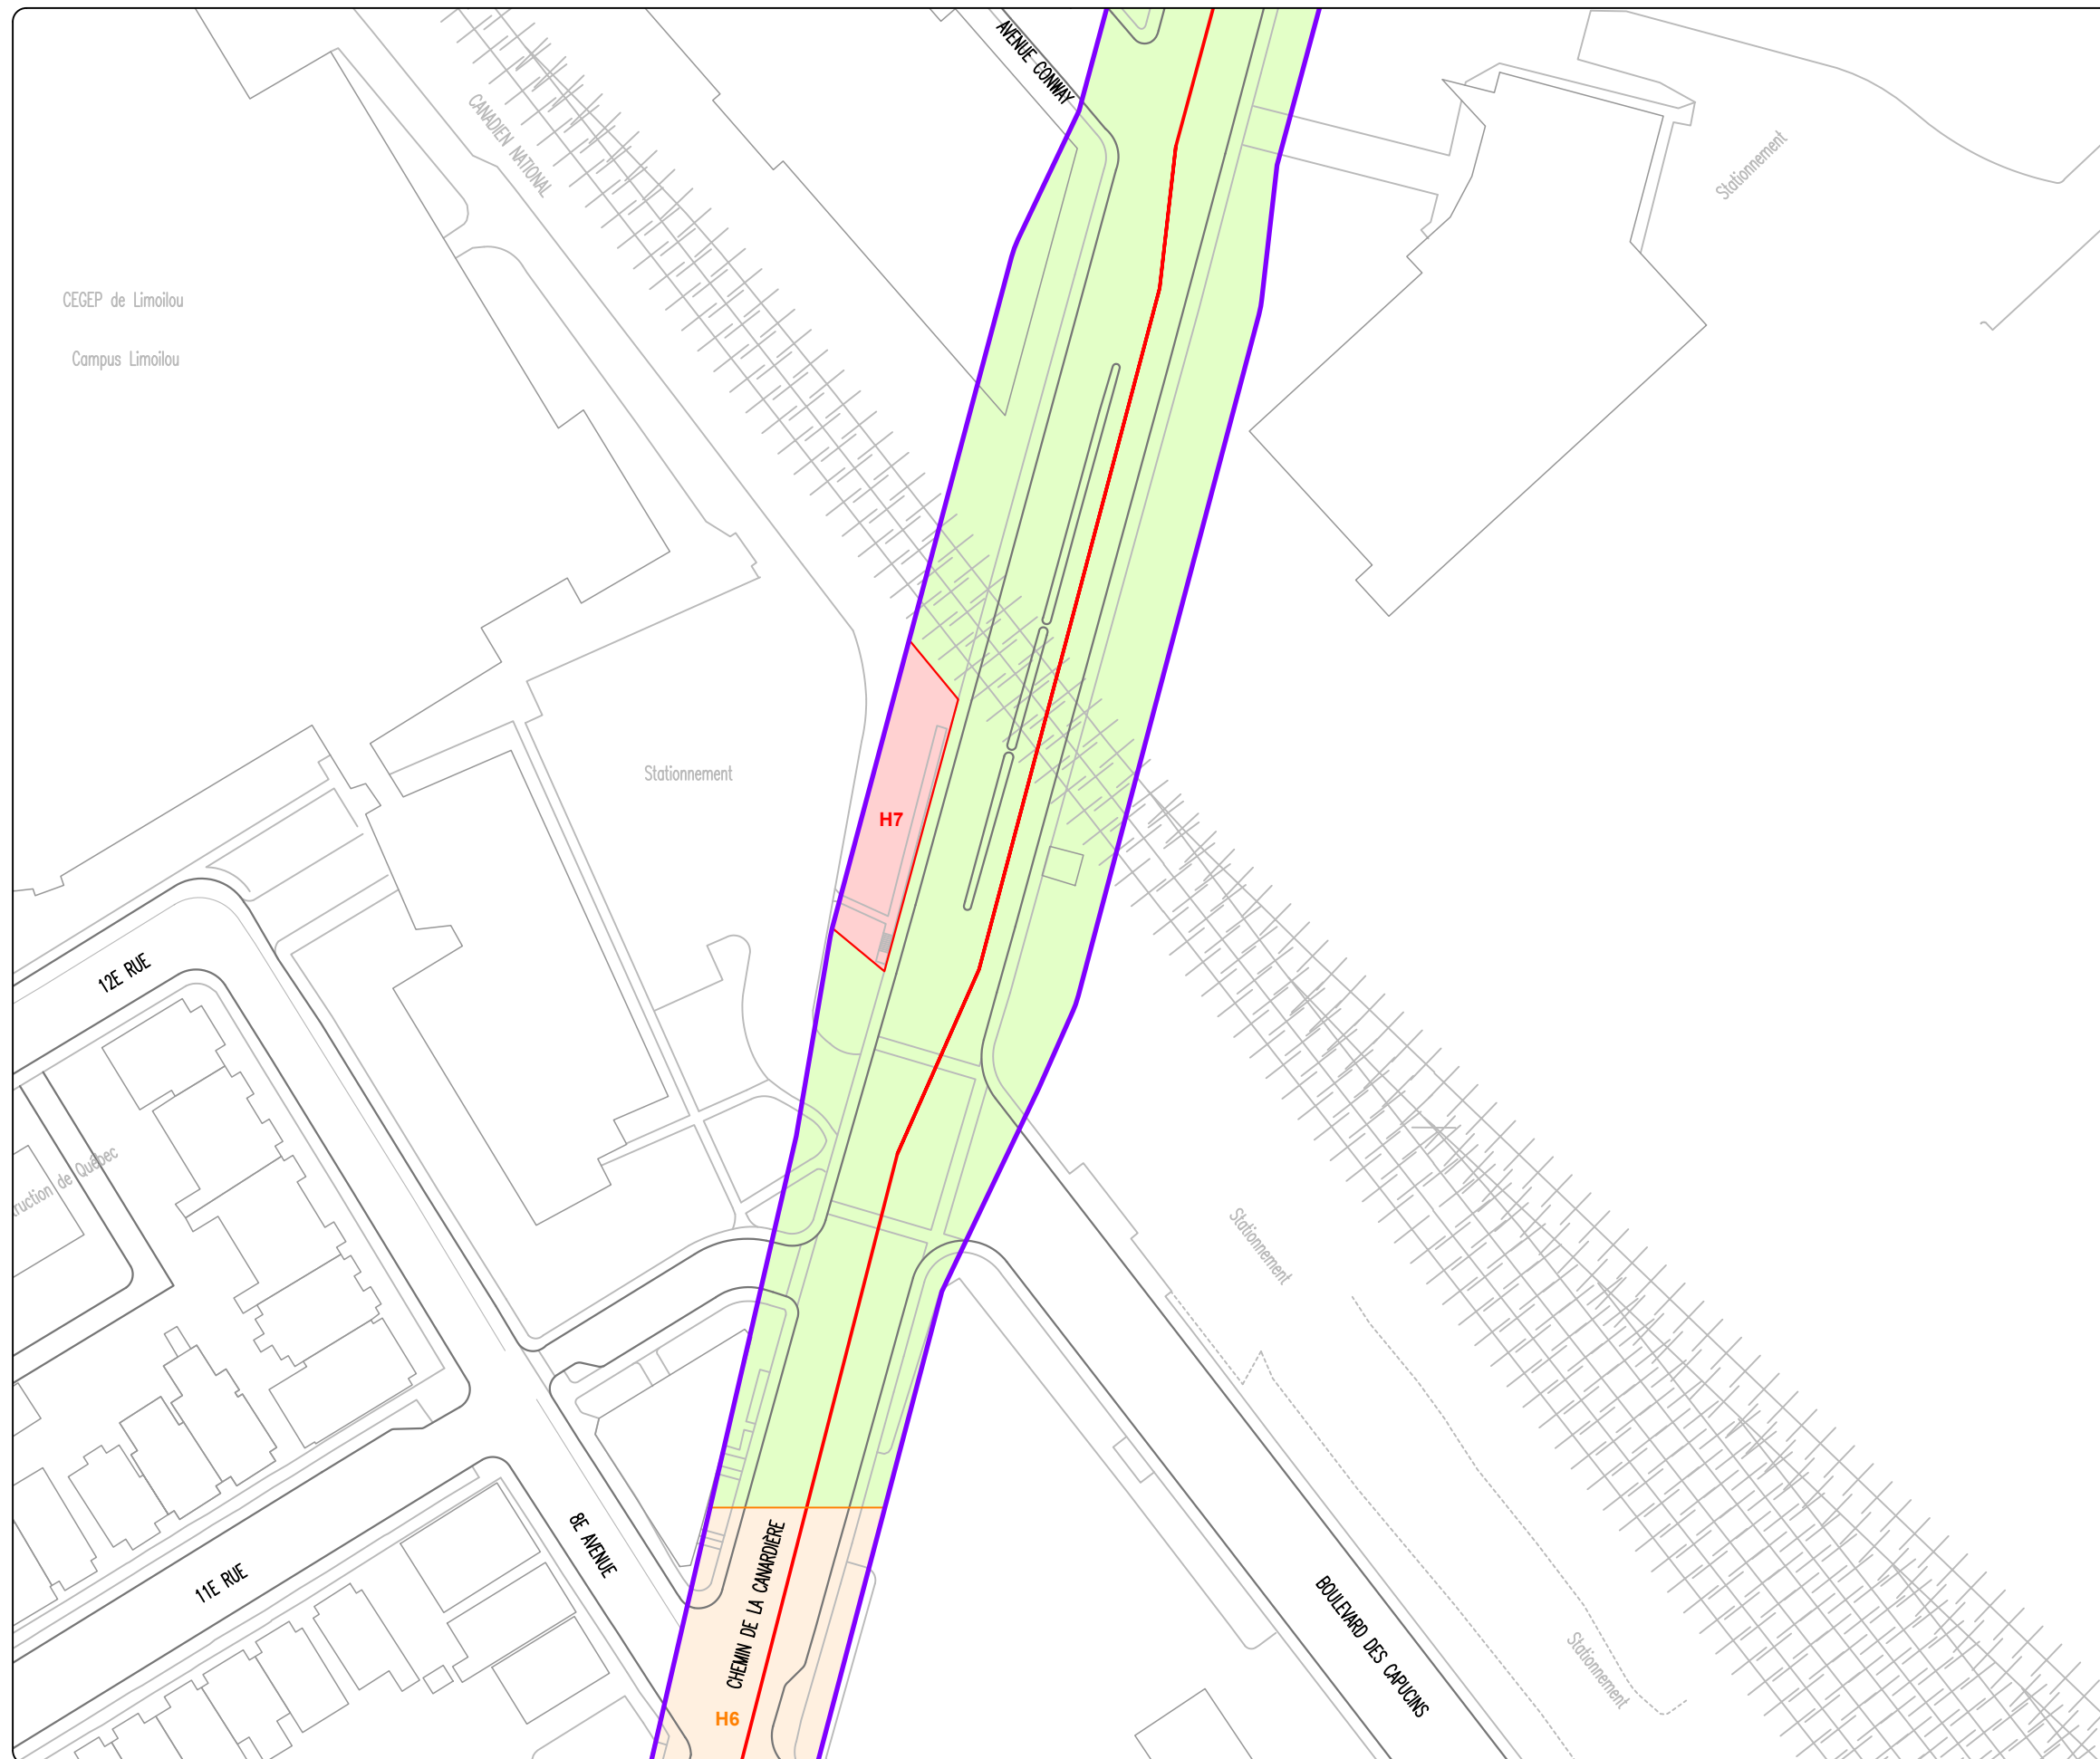 AVENUE CONWAY
CANADIEN NATIONAL
Stationnement
CEGEP de Limoilou
Campus Limoilou
Stationnement
H7
12E RUE
ruction de Québec
Stationnement
8E AVENUE
11E RUE
CHEMIN DE LA CANARDIÈRE
BOULEVARD DES CAPUCINS
Stationnement
H6